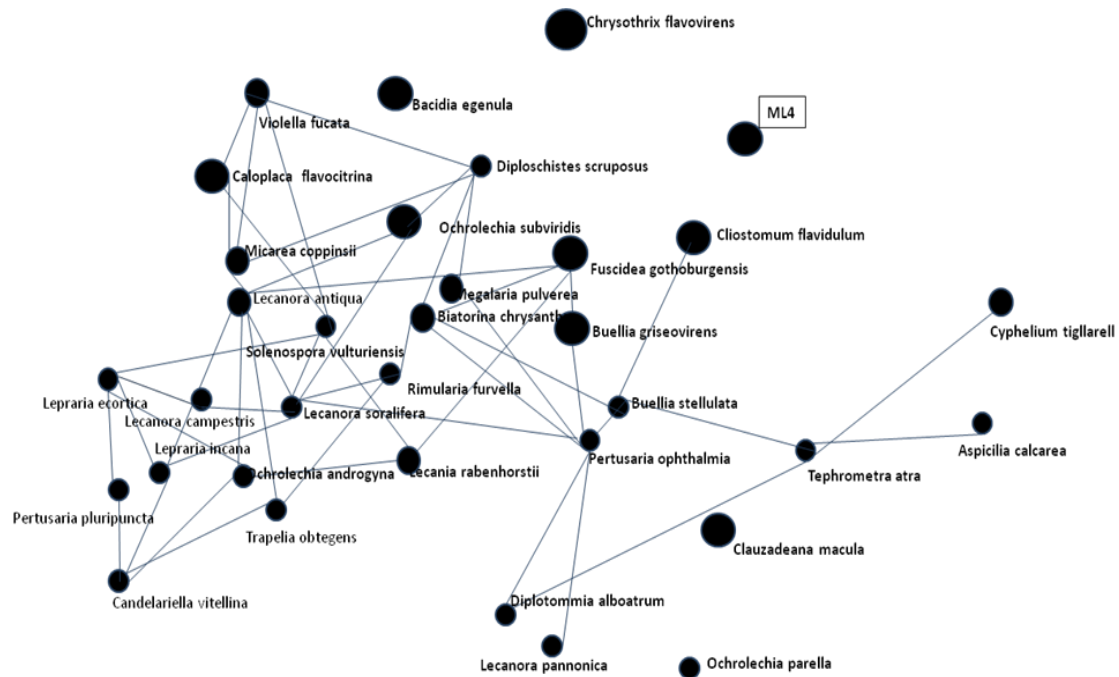 Chrysothrix flavovirens
Bacidia egenula
ML4
Violella fucata
Diploschistes scruposus
Caloplaca flavocitrina
Ochrolechia subviridis
Cliostomum flavidulum
Micarea coppinsii
Fuscidea gothoburgensis
Lecanora antiqua
Megalaria pulverea
Biatorina chrysanth
Buellia griseovirens
Cyphelium tigllarell
Solenospora vulturiensis
Lepraria ecortica
Rimularia furvella
Buellia stellulata
Lecanora campestris
Lecanora soralifera
Lepraria incana
Pertusaria ophthalmia
Aspicilia calcarea
Ochrolechia androgyna
Lecania rabenhorstii
Tephrometra atra
Pertusaria pluripuncta
Trapelia obtegens
Clauzadeana macula
Candelariella vitellina
Diplotommia alboatrum
Lecanora pannonica
Ochrolechia parella